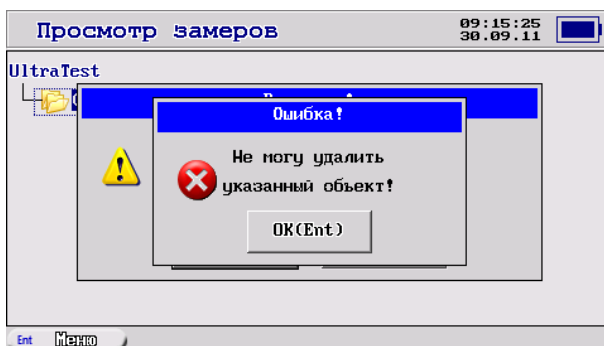 Просмотр замеров
09:15:25
30.09.11
UltraTest
Ошибка!
Не могу удалить
указанный объект!
OK(Ent)
Ent Меню